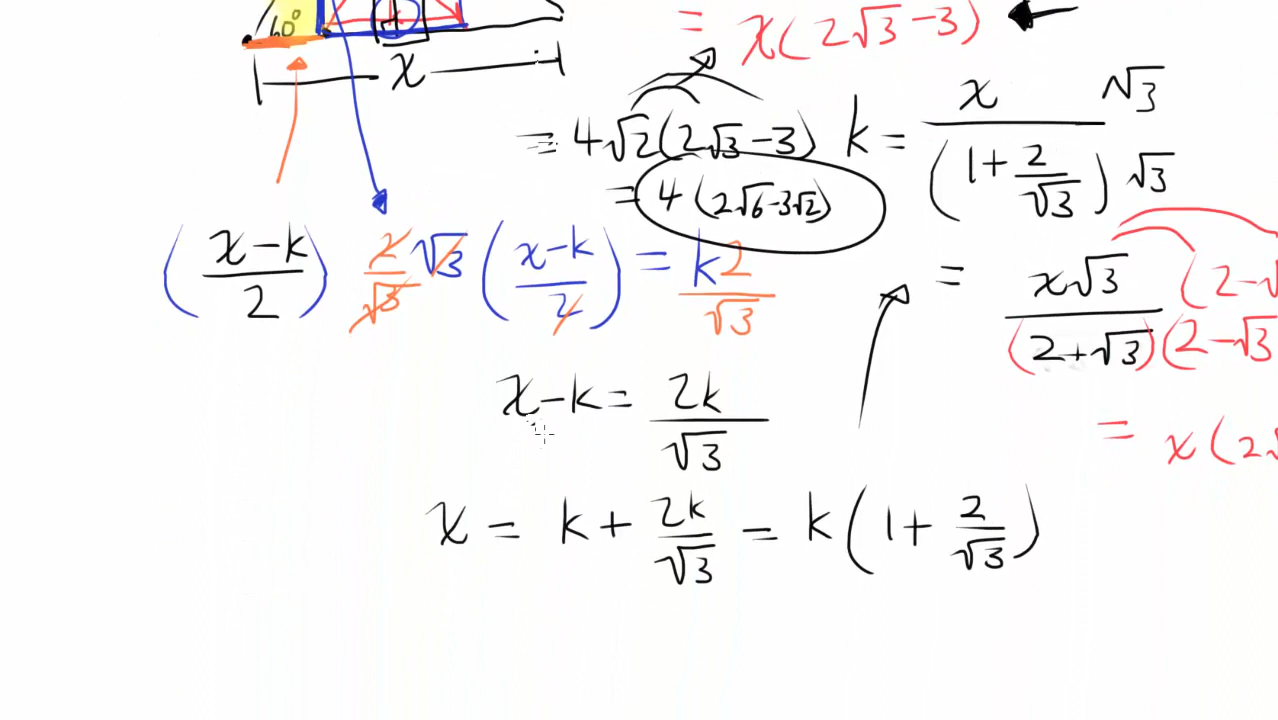 60°
x
= x(2√3-3)
= 4√2(2√3-3)
= 4(2√6-3√2)
k = x √3 / (1+2/√3) √3
((x-k)/2) 2/√3 √3 ((x-k)/2) = k2/√3
= x√3 (2-√ / (2+√3)(2-√3
x-k = 2k/√3
= x(2√
x = k + 2k/√3 = k(1+2/√3)